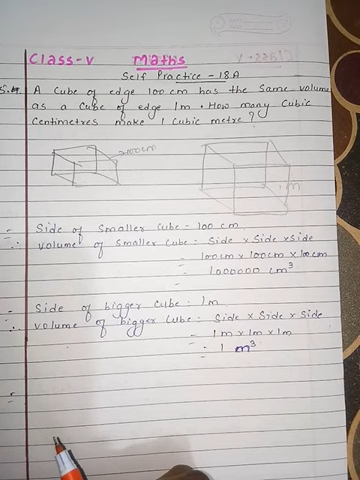 Class-V Maths
Self Practice - 18A
A Cube of edge 100 cm has the same volume
as a Cube of edge 1m. How many Cubic
Centimetres make 1 Cubic metre?
100cm
1m
Side of Smaller Cube = 100 cm
∴ Volume of Smaller Cube = Side × Side × Side
= 100cm × 100cm × 100cm
= 1000000 cm³
Side of bigger Cube = 1m
∴ Volume of bigger Cube = Side × Side × Side
= 1m × 1m × 1m
= 1 m³